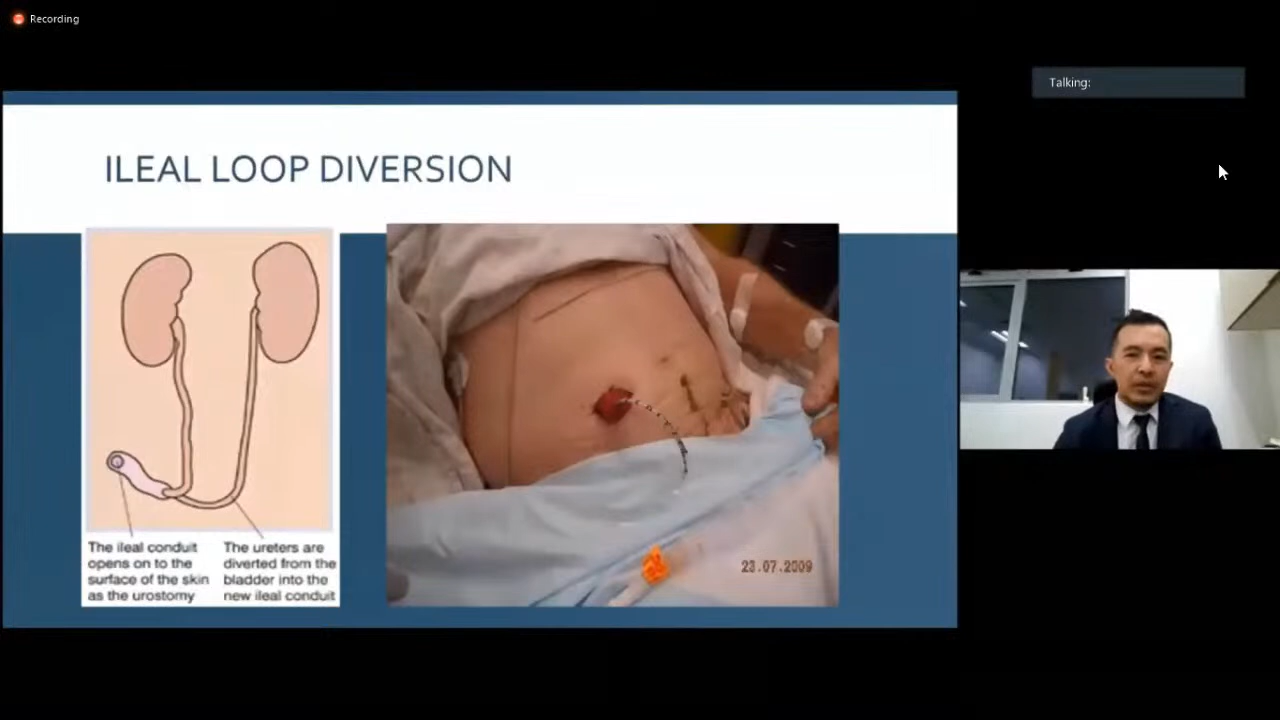 Recording
Talking:
ILEAL LOOP DIVERSION
The ileal conduit
opens on to the
surface of the skin
as the urostomy
The ureters are
diverted from the
bladder into the
new ileal conduit
23.07.2009